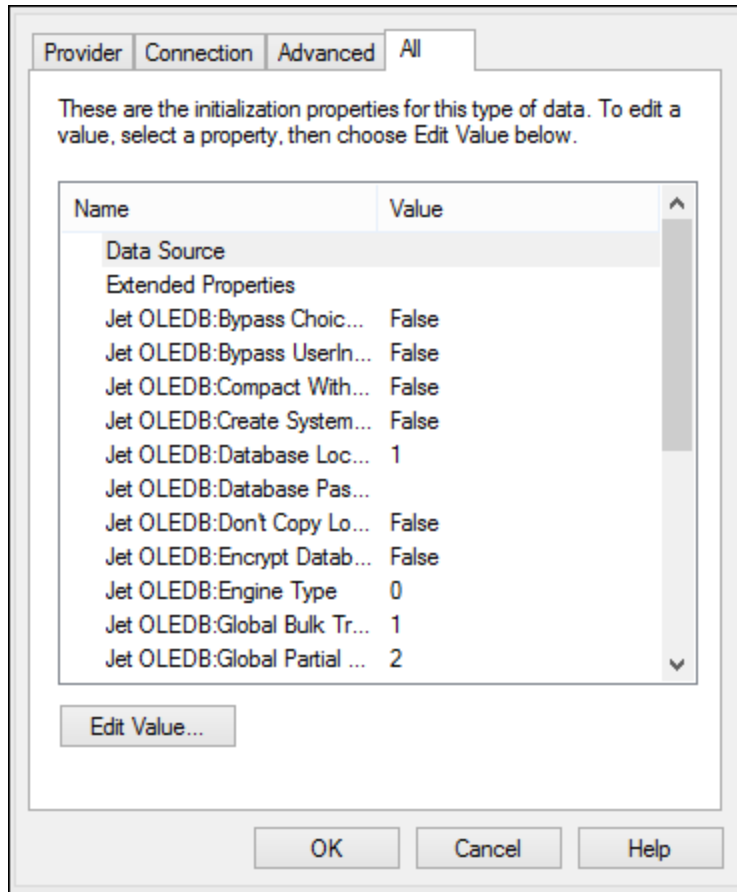 Provider Connection Advanced All
These are the initialization properties for this type of data. To edit a
value, select a property, then choose Edit Value below.
Name Value
Data Source
Extended Properties
Jet OLEDB:Bypass Choic... False
Jet OLEDB:Bypass UserIn... False
Jet OLEDB:Compact With... False
Jet OLEDB:Create System... False
Jet OLEDB:Database Loc... 1
Jet OLEDB:Database Pas...
Jet OLEDB:Don't Copy Lo... False
Jet OLEDB:Encrypt Datab... False
Jet OLEDB:Engine Type 0
Jet OLEDB:Global Bulk Tr... 1
Jet OLEDB:Global Partial ... 2
Edit Value...
OK Cancel Help